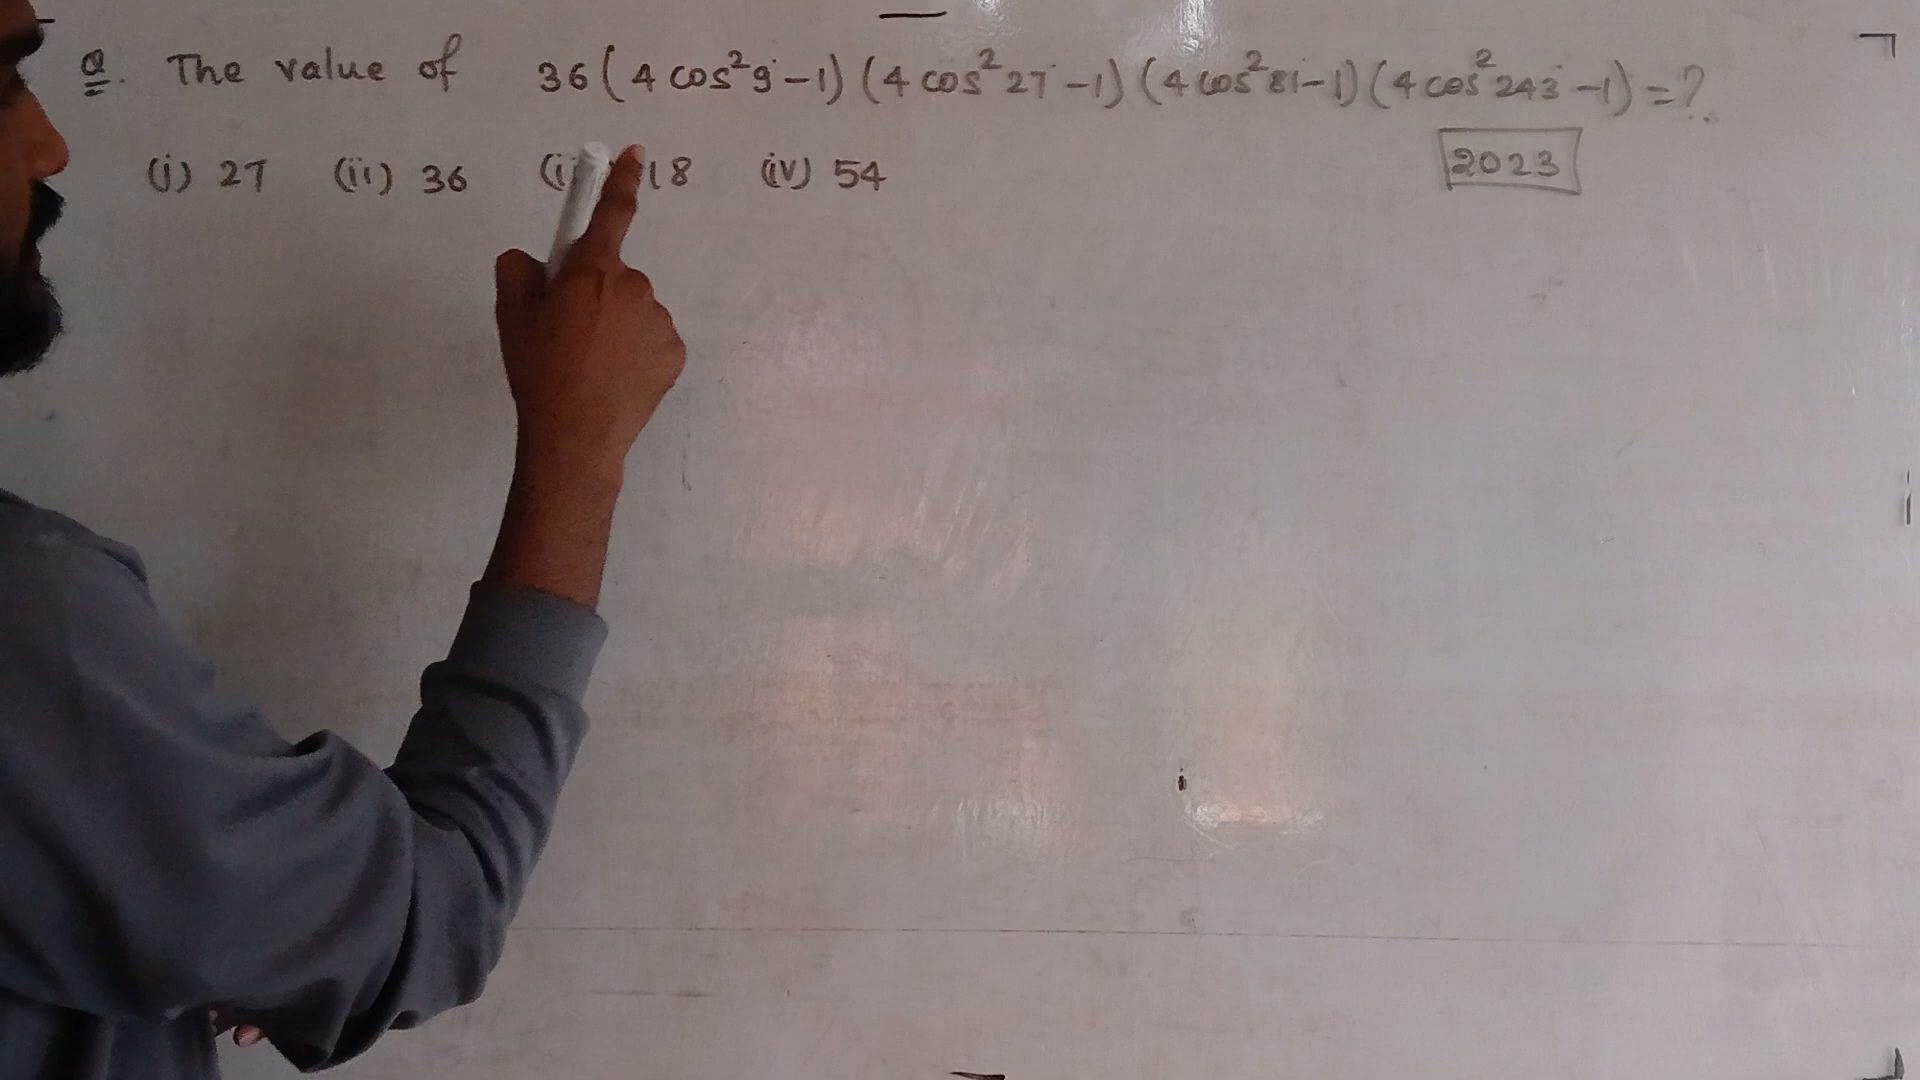 Q. The value of 36(4 cos²9° − 1) (4 cos²27° − 1) (4 cos²81° − 1) (4 cos²243° − 1) = ?
(i) 27 (ii) 36 (i 18 (iv) 54
2023